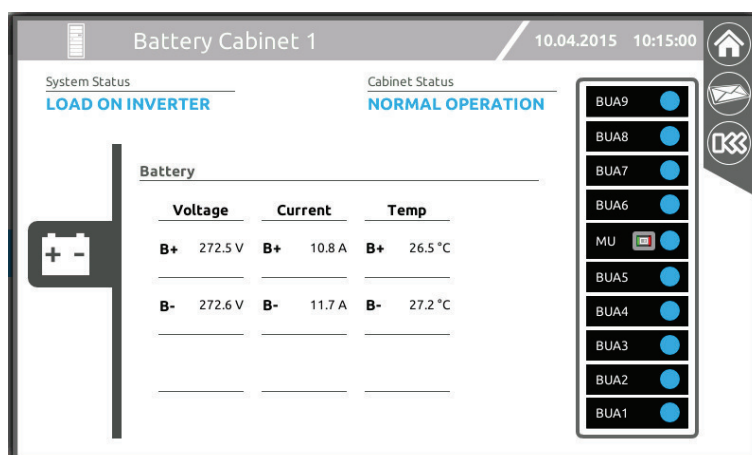 Battery Cabinet 1 10.04.2015 10:15:00
System Status Cabinet Status
LOAD ON INVERTER NORMAL OPERATION
Battery
Voltage Current Temp
B+ 272.5 V B+ 10.8 A B+ 26.5 °C
B- 272.6 V B- 11.7 A B- 27.2 °C
+ -
BUA9
BUA8
BUA7
BUA6
MU
BUA5
BUA4
BUA3
BUA2
BUA1